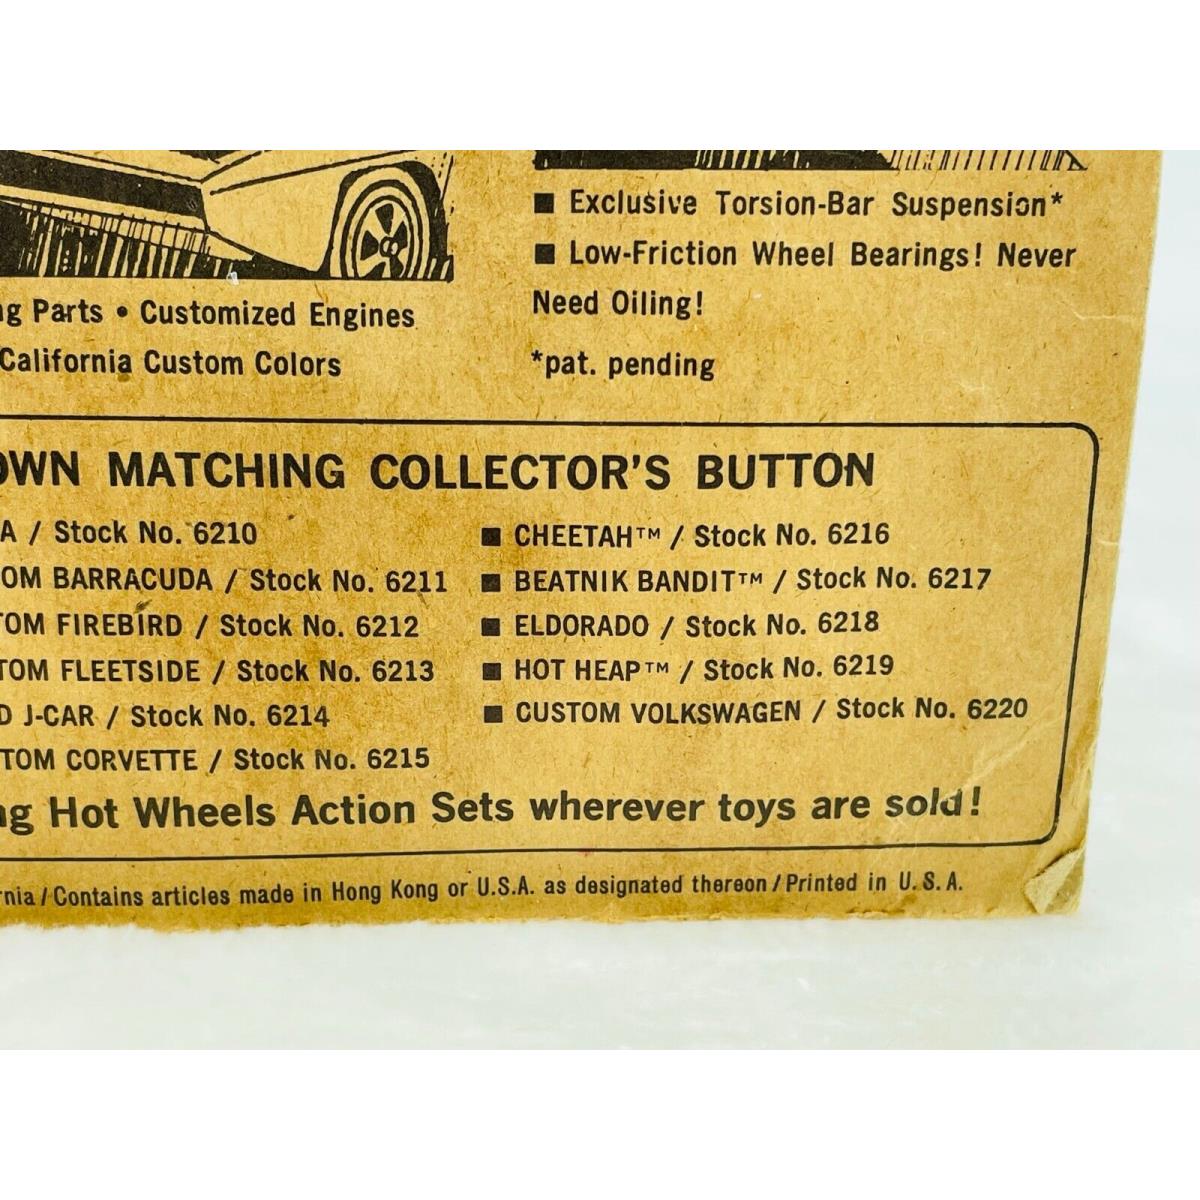 ■ Exclusive Torsion-Bar Suspension*
■ Low-Friction Wheel Bearings! Never
Need Oiling!
*pat. pending
ng Parts • Customized Engines
California Custom Colors
OWN MATCHING COLLECTOR'S BUTTON
A / Stock No. 6210
OM BARRACUDA / Stock No. 6211
TOM FIREBIRD / Stock No. 6212
TOM FLEETSIDE / Stock No. 6213
D J-CAR / Stock No. 6214
TOM CORVETTE / Stock No. 6215
■ CHEETAH™ / Stock No. 6216
■ BEATNIK BANDIT™ / Stock No. 6217
■ ELDORADO / Stock No. 6218
■ HOT HEAP™ / Stock No. 6219
■ CUSTOM VOLKSWAGEN / Stock No. 6220
ng Hot Wheels Action Sets wherever toys are sold!
rnia / Contains articles made in Hong Kong or U.S.A. as designated thereon / Printed in U.S.A.